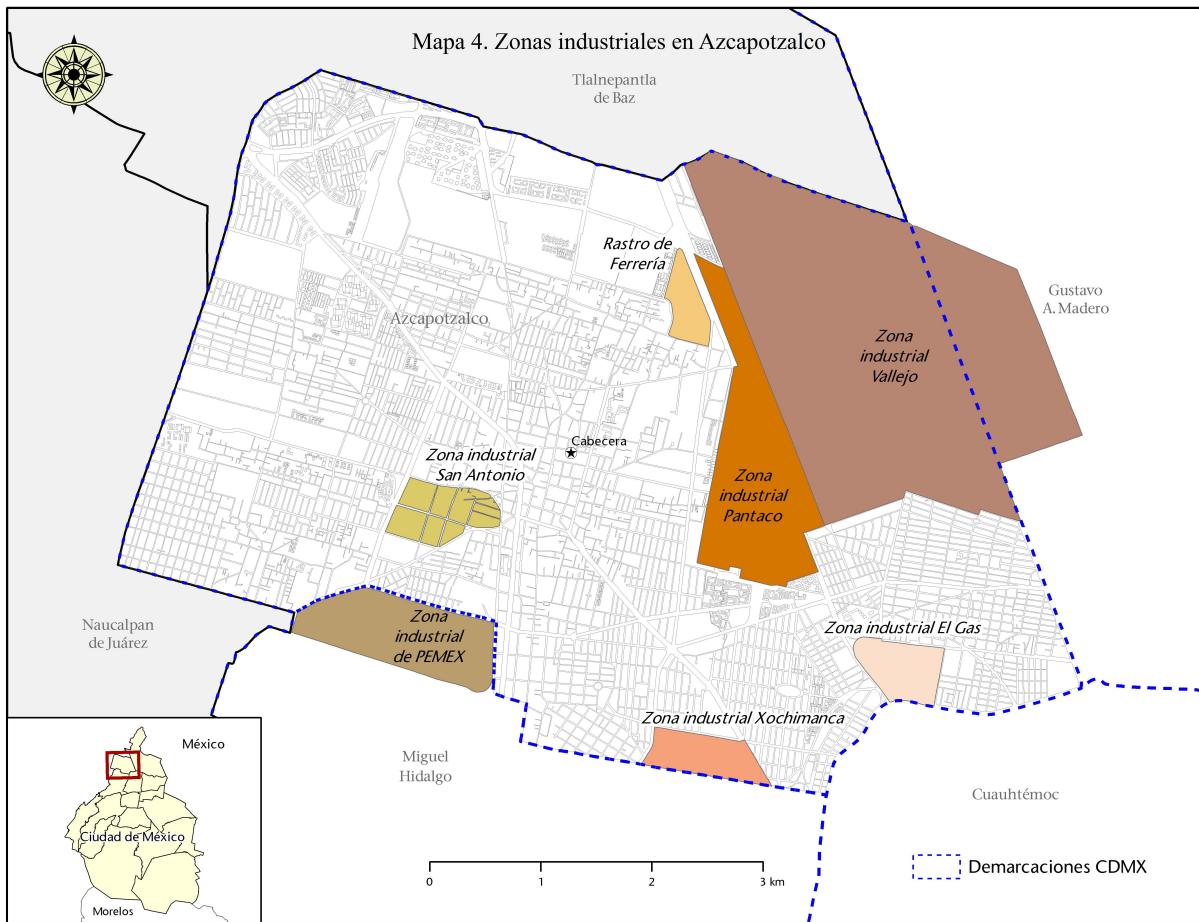 Mapa 4. Zonas industriales en Azcapotzalco
Tlalnepantla
de Baz
Rastro de
Ferrería
Gustavo
A. Madero
Azcapotzalco
Zona
industrial
Vallejo
Cabecera
Zona industrial
San Antonio
Zona
industrial
Pantaco
Naucalpan
de Juárez
Zona
industrial
de PEMEX
Zona industrial El Gas
Zona industrial Xochimanca
Miguel
Hidalgo
Cuauhtémoc
México
Ciudad de México
Morelos
0 1 2 3 km
Demarcaciones CDMX